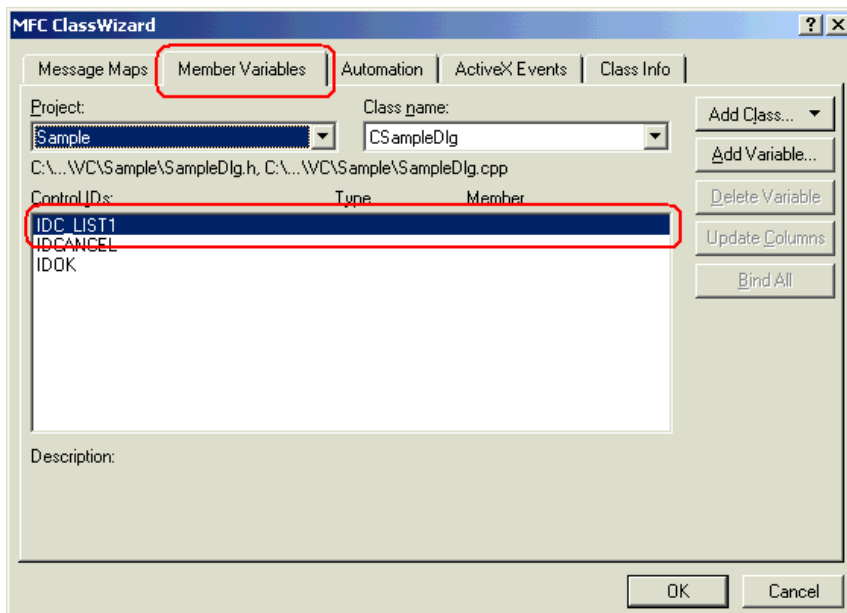 MFC ClassWizard
Message Maps Member Variables Automation ActiveX Events Class Info
Project: Class name:
Sample CSampleDlg
Add Class...
C:\...\VC\Sample\SampleDlg.h, C:\...\VC\Sample\SampleDlg.cpp
Add Variable...
Control IDs: Type Member
Delete Variable
IDC_LIST1
Update Columns
IDCANCEL
IDOK
Bind All
Description:
OK Cancel